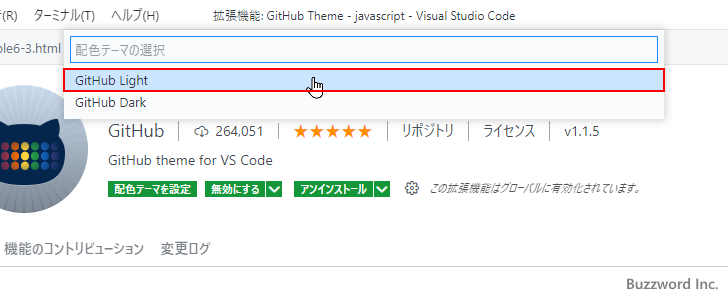 (R) ターミナル(T) ヘルプ(H) 拡張機能: GitHub Theme - javascript - Visual Studio Code
ple6-3.html
配色テーマの選択
GitHub Light
GitHub Dark
GitHub 264,051 ★★★★★ リポジトリ ライセンス v1.1.5
GitHub theme for VS Code
配色テーマを設定 無効にする アンインストール この拡張機能はグローバルに有効化されています。
機能のコントリビューション 変更ログ
Buzzword Inc.